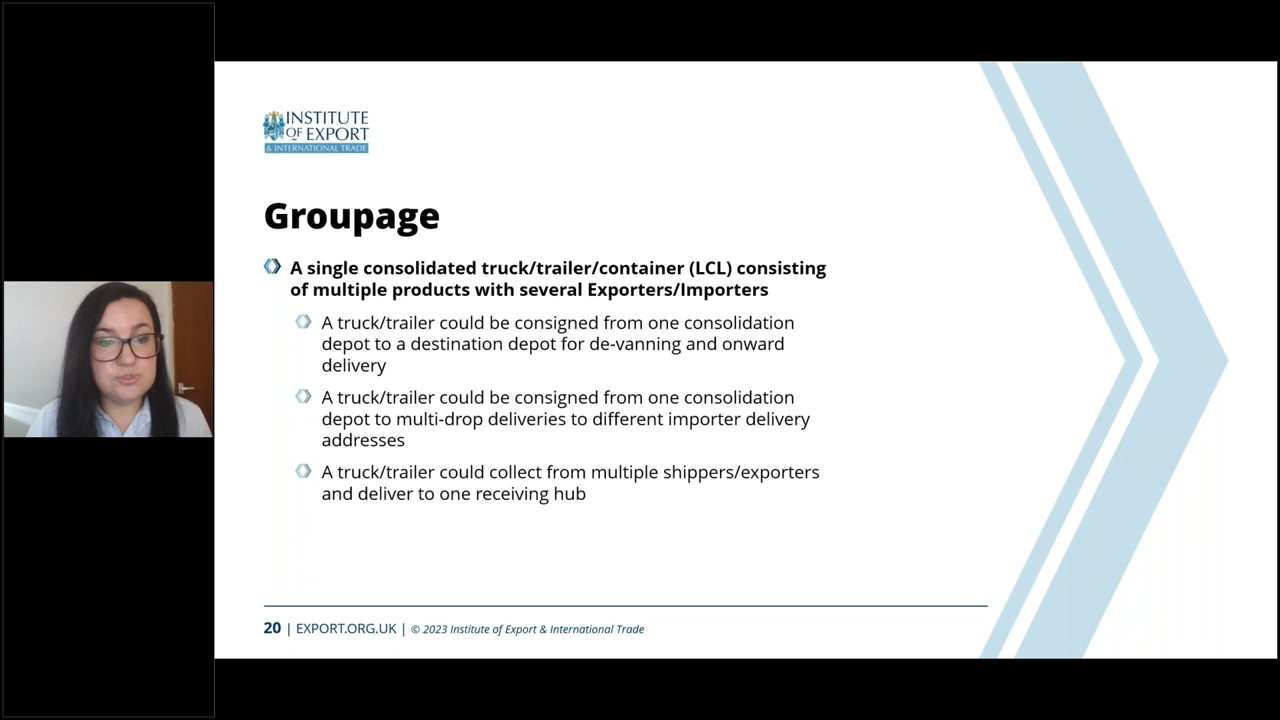 INSTITUTE
OF EXPORT
& INTERNATIONAL TRADE
Groupage
A single consolidated truck/trailer/container (LCL) consisting
of multiple products with several Exporters/Importers
A truck/trailer could be consigned from one consolidation
depot to a destination depot for de-vanning and onward
delivery
A truck/trailer could be consigned from one consolidation
depot to multi-drop deliveries to different importer delivery
addresses
A truck/trailer could collect from multiple shippers/exporters
and deliver to one receiving hub
20 | EXPORT.ORG.UK | © 2023 Institute of Export & International Trade